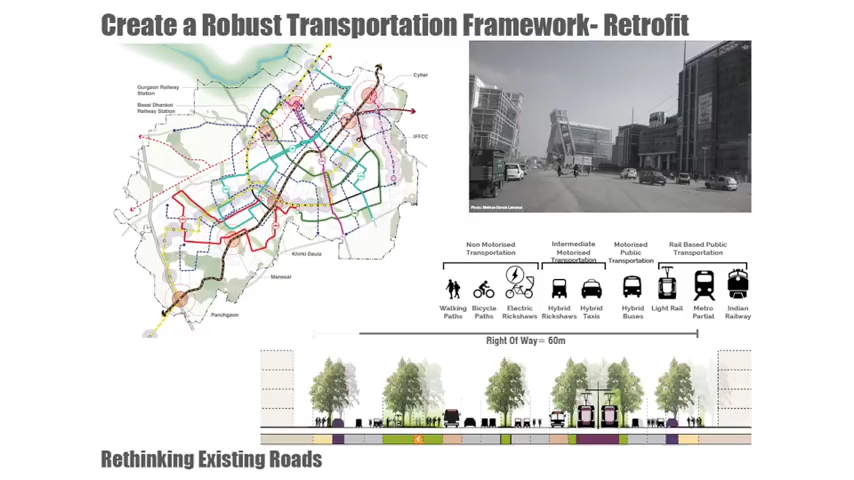 Create a Robust Transportation Framework- Retrofit
Gurgaon Railway
Station
Basai Dhankot
Railway Station
Cyber
IFFCC
Khirki Daula
Manesar
Panchgaon
Non Motorised
Transportation
Intermediate
Motorised
Transportation
Motorised
Public
Transportation
Rail Based Public
Transportation
Walking
Paths
Bicycle
Paths
Electric
Rickshaws
Hybrid
Rickshaws
Hybrid
Taxis
Hybrid
Buses
Light Rail
Metro
Partial
Indian
Railway
Right Of Way= 60m
Rethinking Existing Roads